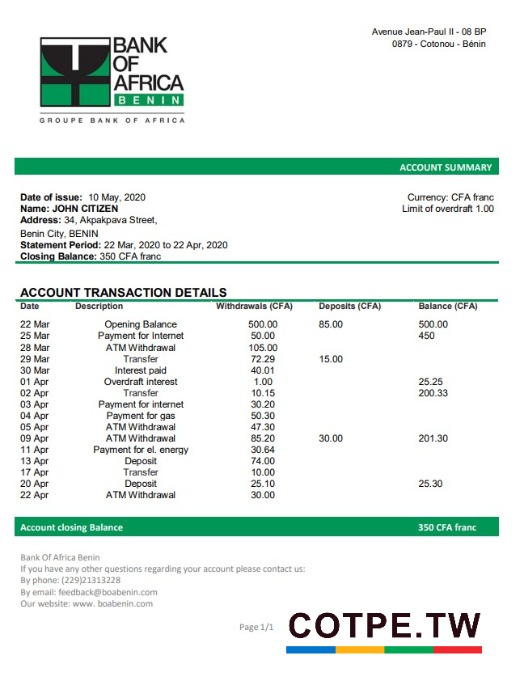 Avenue Jean-Paul II - 08 BP
0879 - Cotonou - Bénin
BANK
OF
AFRICA
BENIN
GROUPE BANK OF AFRICA
ACCOUNT SUMMARY
Date of issue: 10 May, 2020 Currency: CFA franc
Name: JOHN CITIZEN Limit of overdraft 1.00
Address: 34, Akpakpava Street,
Benin City, BENIN
Statement Period: 22 Mar, 2020 to 22 Apr, 2020
Closing Balance: 350 CFA franc
ACCOUNT TRANSACTION DETAILS
Date Description Withdrawals (CFA) Deposits (CFA) Balance (CFA)
22 Mar Opening Balance 500.00 85.00 500.00
25 Mar Payment for Internet 50.00 450
28 Mar ATM Withdrawal 105.00
29 Mar Transfer 72.29 15.00
30 Mar Interest paid 40.01
01 Apr Overdraft interest 1.00 25.25
02 Apr Transfer 10.15 200.33
03 Apr Payment for internet 30.20
04 Apr Payment for gas 50.30
05 Apr ATM Withdrawal 47.30
09 Apr ATM Withdrawal 85.20 30.00 201.30
11 Apr Payment for el. energy 30.64
13 Apr Deposit 74.00
17 Apr Transfer 10.00
20 Apr Deposit 25.10 25.30
22 Apr ATM Withdrawal 30.00
Account closing Balance 350 CFA franc
Bank Of Africa Benin
If you have any other questions regarding your account please contact us:
By phone: (229)21313228
By email: feedback@boabenin.com
Our website: www. boabenin.com
Page 1/1
COTPE.TW